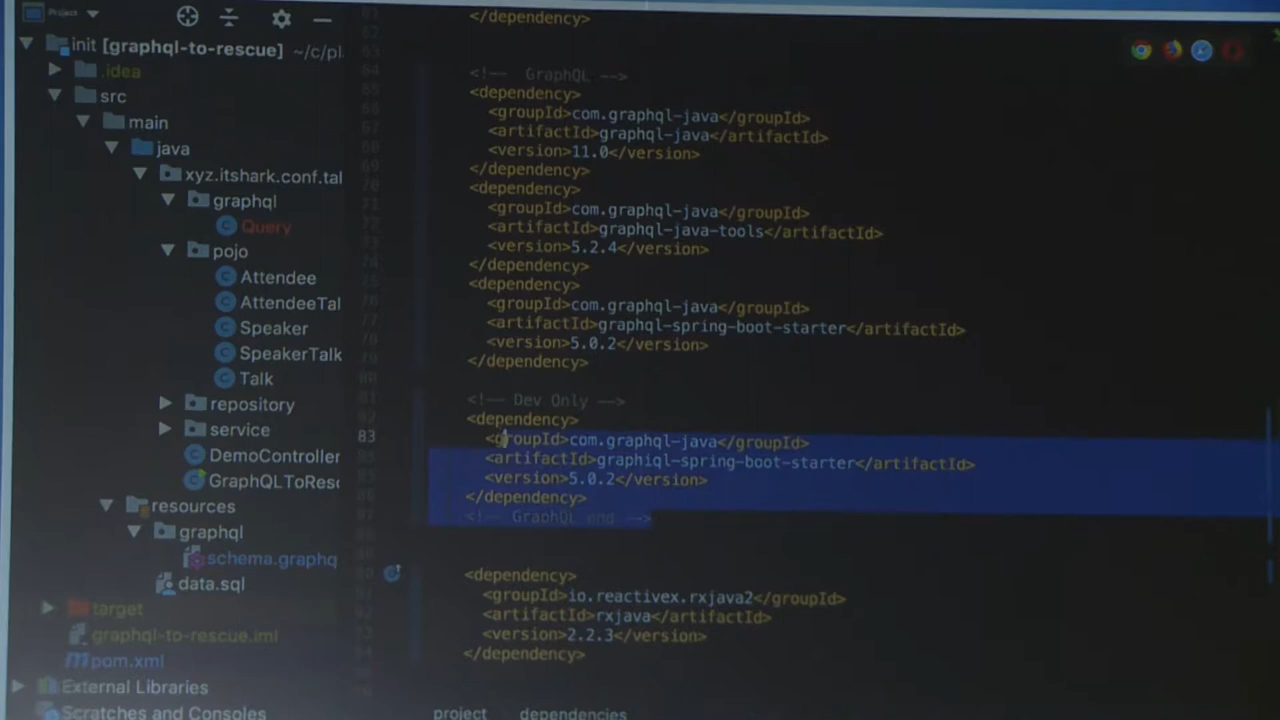 Project
init [graphql-to-rescue] ~/c/pl
.idea
src
main
java
xyz.itshark.conf.tal
graphql
Query
pojo
Attendee
AttendeeTal
Speaker
SpeakerTalk
Talk
repository
service
DemoController
GraphQLToResc
resources
graphql
schema.graphq
data.sql
target
graphql-to-rescue.iml
pom.xml
External Libraries
Scratches and Consoles
</dependency>
<!-- GraphQL -->
<dependency>
<groupId>com.graphql-java</groupId>
<artifactId>graphql-java</artifactId>
<version>11.0</version>
</dependency>
<dependency>
<groupId>com.graphql-java</groupId>
<artifactId>graphql-java-tools</artifactId>
<version>5.2.4</version>
</dependency>
<dependency>
<groupId>com.graphql-java</groupId>
<artifactId>graphql-spring-boot-starter</artifactId>
<version>5.0.2</version>
</dependency>
<!-- Dev Only -->
<dependency>
83 <groupId>com.graphql-java</groupId>
<artifactId>graphiql-spring-boot-starter</artifactId>
<version>5.0.2</version>
</dependency>
<!-- GraphQL end -->
<dependency>
<groupId>io.reactivex.rxjava2</groupId>
<artifactId>rxjava</artifactId>
<version>2.2.3</version>
</dependency>
project dependencies